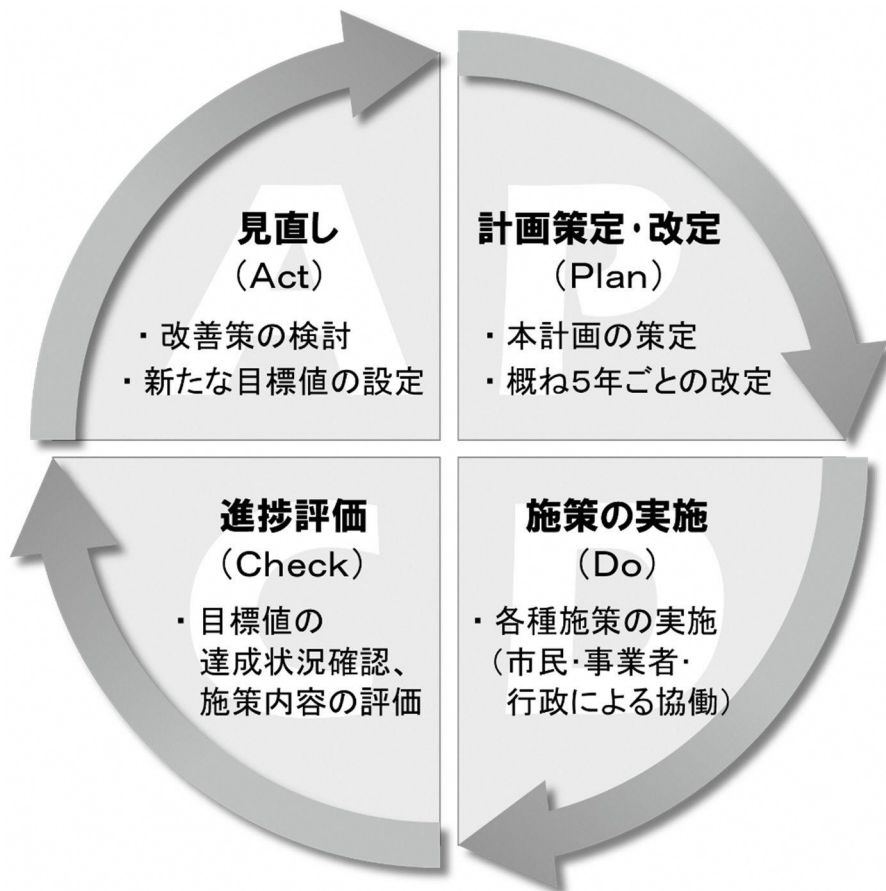 見直し
(Act)
・改善策の検討
・新たな目標値の設定
計画策定・改定
(Plan)
・本計画の策定
・概ね5年ごとの改定
進捗評価
(Check)
・目標値の
達成状況確認、
施策内容の評価
施策の実施
(Do)
・各種施策の実施
(市民・事業者・
行政による協働)
A
P
C
D